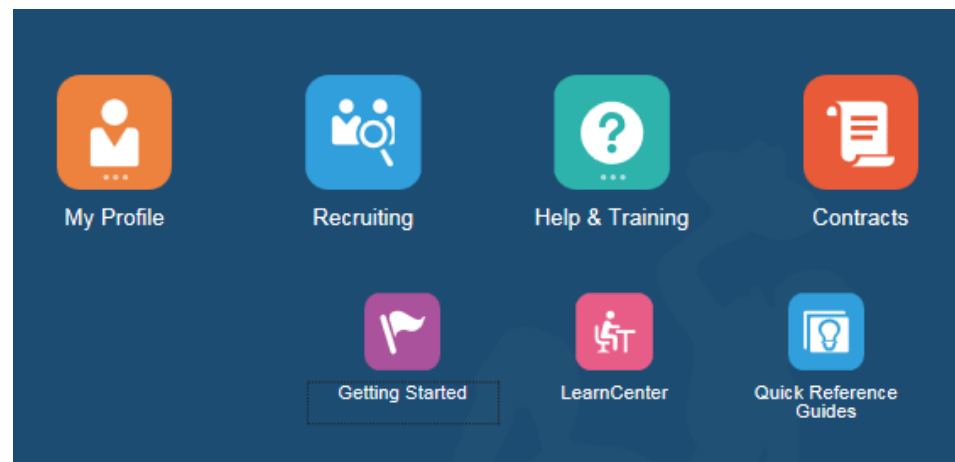 My Profile
Recruiting
Help & Training
Contracts
Getting Started
LearnCenter
Quick Reference
Guides